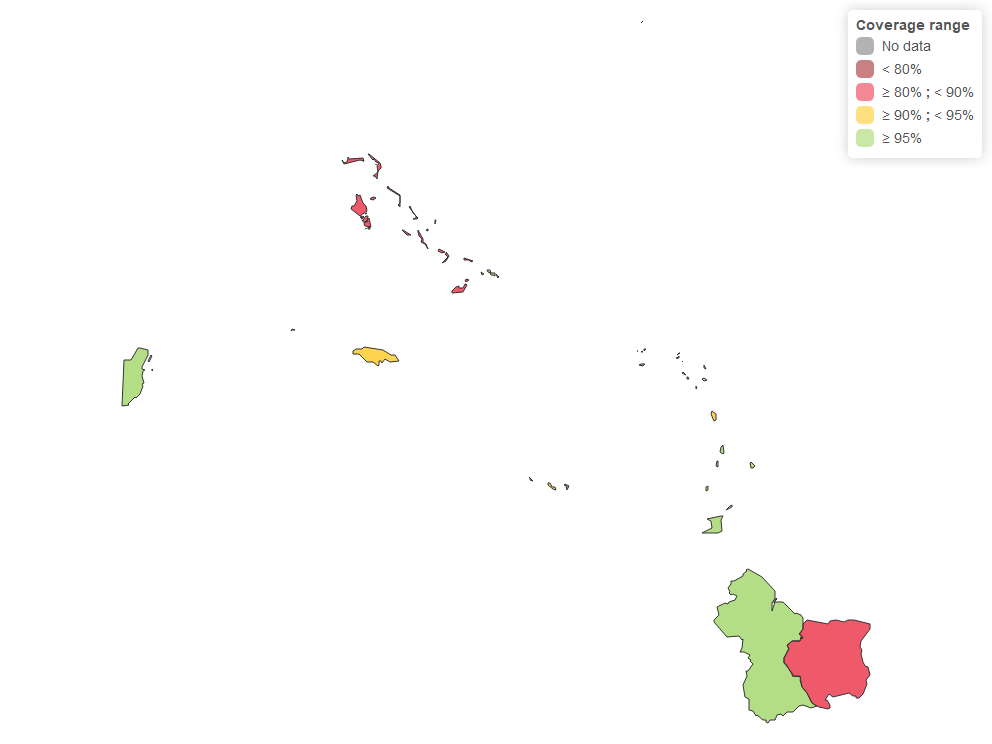 Coverage range
No data
< 80%
≥ 80% ; < 90%
≥ 90% ; < 95%
≥ 95%